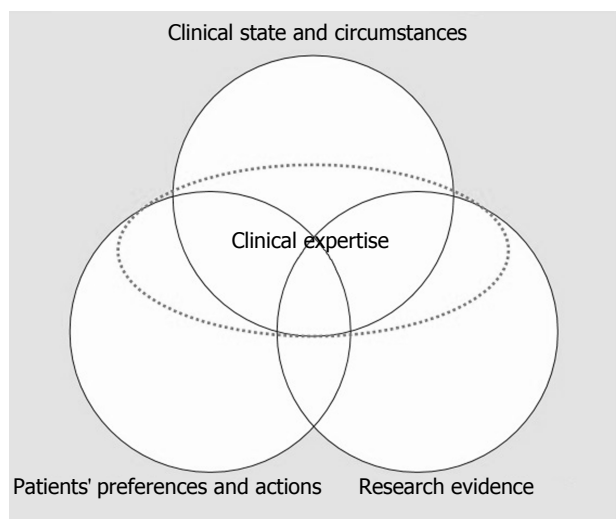 Clinical state and circumstances
Clinical expertise
Patients' preferences and actions
Research evidence